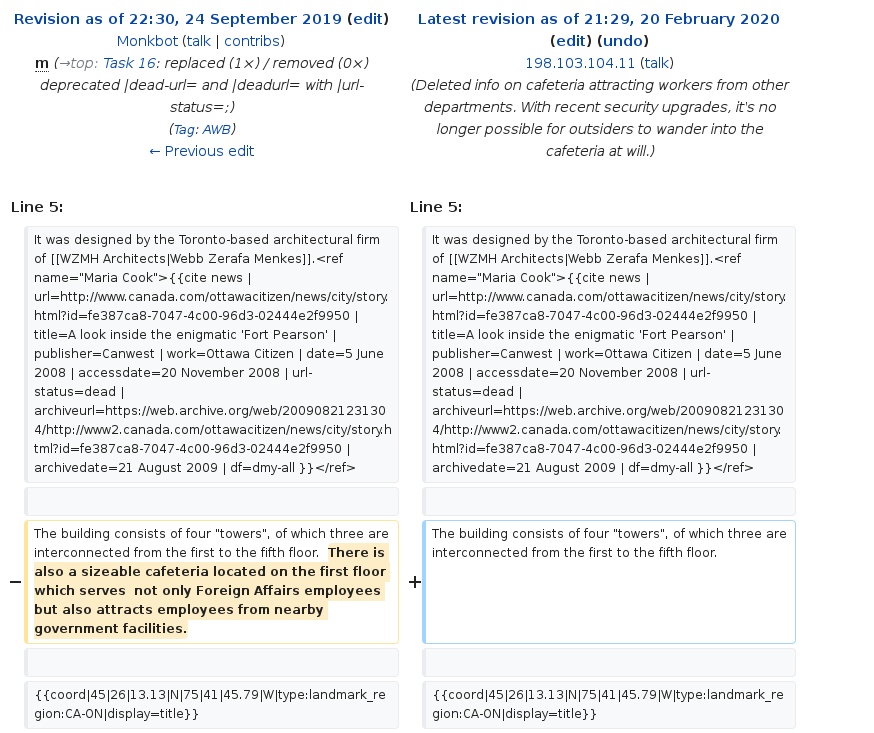 Revision as of 22:30, 24 September 2019 (edit)
Monkbot (talk | contribs)
m (→top: Task 16: replaced (1×) / removed (0×)
deprecated |dead-url= and |deadurl= with |url-
status=;)
(Tag: AWB)
← Previous edit
Latest revision as of 21:29, 20 February 2020
(edit) (undo)
198.103.104.11 (talk)
(Deleted info on cafeteria attracting workers from other
departments. With recent security upgrades, it's no
longer possible for outsiders to wander into the
cafeteria at will.)
Line 5:
Line 5:
It was designed by the Toronto-based architectural firm
of [[WZMH Architects|Webb Zerafa Menkes]].<ref
name="Maria Cook">{{cite news |
url=http://www.canada.com/ottawacitizen/news/city/story.
html?id=fe387ca8-7047-4c00-96d3-02444e2f9950 |
title=A look inside the enigmatic 'Fort Pearson' |
publisher=Canwest | work=Ottawa Citizen | date=5 June
2008 | accessdate=20 November 2008 | url-
status=dead |
archiveurl=https://web.archive.org/web/2009082123130
4/http://www2.canada.com/ottawacitizen/news/city/story.h
tml?id=fe387ca8-7047-4c00-96d3-02444e2f9950 |
archivedate=21 August 2009 | df=dmy-all }}</ref>
It was designed by the Toronto-based architectural firm
of [[WZMH Architects|Webb Zerafa Menkes]].<ref
name="Maria Cook">{{cite news |
url=http://www.canada.com/ottawacitizen/news/city/story.
html?id=fe387ca8-7047-4c00-96d3-02444e2f9950 |
title=A look inside the enigmatic 'Fort Pearson' |
publisher=Canwest | work=Ottawa Citizen | date=5 June
2008 | accessdate=20 November 2008 | url-
status=dead |
archiveurl=https://web.archive.org/web/2009082123130
4/http://www2.canada.com/ottawacitizen/news/city/story.
html?id=fe387ca8-7047-4c00-96d3-02444e2f9950 |
archivedate=21 August 2009 | df=dmy-all }}</ref>
−
The building consists of four "towers", of which three are
interconnected from the first to the fifth floor.  There is
also a sizeable cafeteria located on the first floor
which serves  not only Foreign Affairs employees
but also attracts employees from nearby
government facilities.
+
The building consists of four "towers", of which three are
interconnected from the first to the fifth floor.
{{coord|45|26|13.13|N|75|41|45.79|W|type:landmark_re
gion:CA-ON|display=title}}
{{coord|45|26|13.13|N|75|41|45.79|W|type:landmark_re
gion:CA-ON|display=title}}